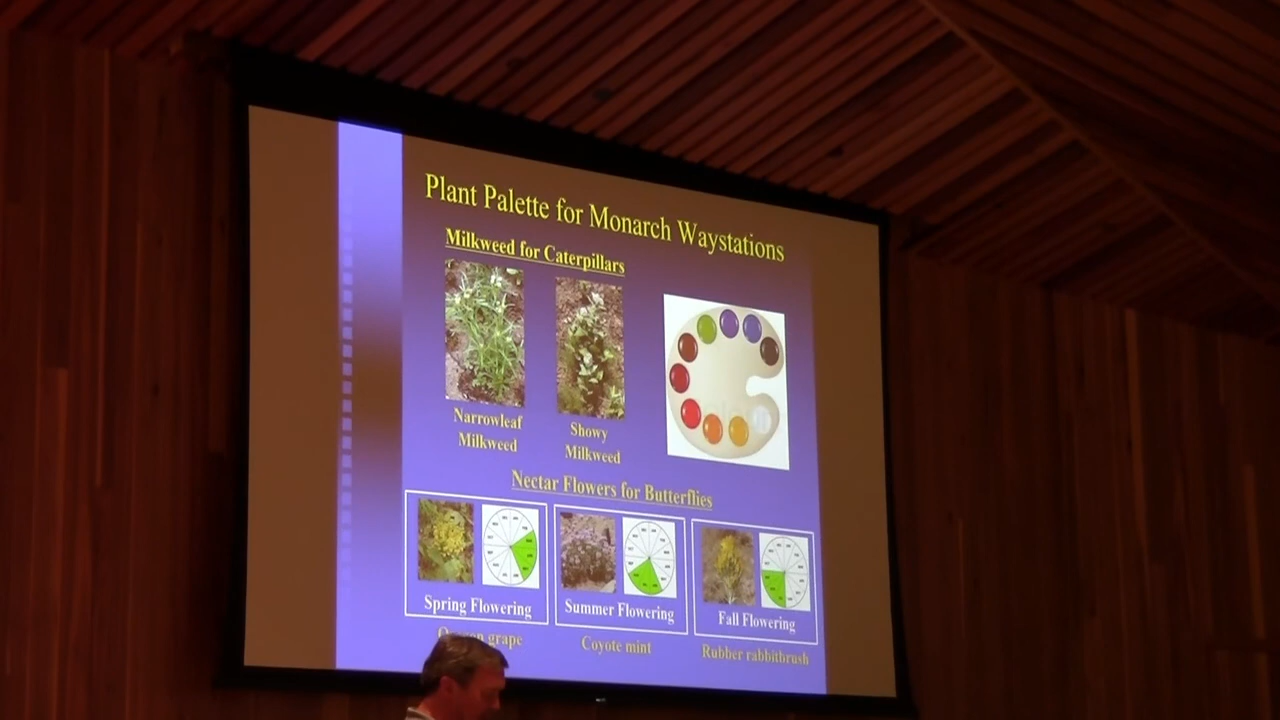 Plant Palette for Monarch Waystations
Milkweed for Caterpillars
Narrowleaf
Milkweed
Showy
Milkweed
Nectar Flowers for Butterflies
Spring Flowering
Summer Flowering
Fall Flowering
grape
Coyote mint
Rubber rabbitbrush